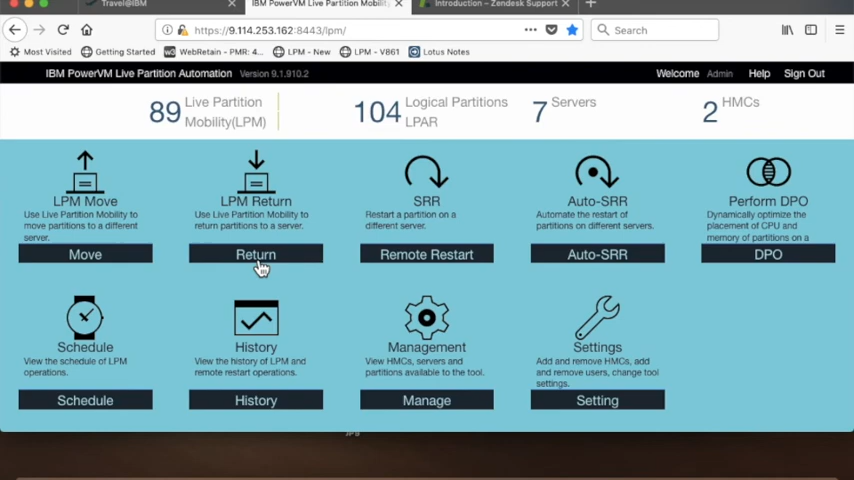 Travel@IBM
IBM PowerVM Live Partition Mobility
Introduction – Zendesk Support
https://9.114.253.162:8443/lpm/
Search
Most Visited
Getting Started
WebRetain - PMR: 4...
LPM - New
LPM - V861
Lotus Notes
IBM PowerVM Live Partition Automation Version 9.1.910.2
Welcome Admin Help Sign Out
89 Live Partition
Mobility(LPM)
104 Logical Partitions
LPAR
7 Servers
2 HMCs
LPM Move
Use Live Partition Mobility to
move partitions to a different
server.
Move
LPM Return
Use Live Partition Mobility to
return partitions to a server.
Return
SRR
Restart a partition on a
different server.
Remote Restart
Auto-SRR
Automate the restart of
partitions on different servers.
Auto-SRR
Perform DPO
Dynamically optimize the
placement of CPU and
memory of partitions on a
DPO
Schedule
View the schedule of LPM
operations.
Schedule
History
View the history of LPM and
remote restart operations.
History
Management
View HMCs, servers and
partitions available to the tool.
Manage
Settings
Add and remove HMCs, add
and remove users, change tool
settings.
Setting